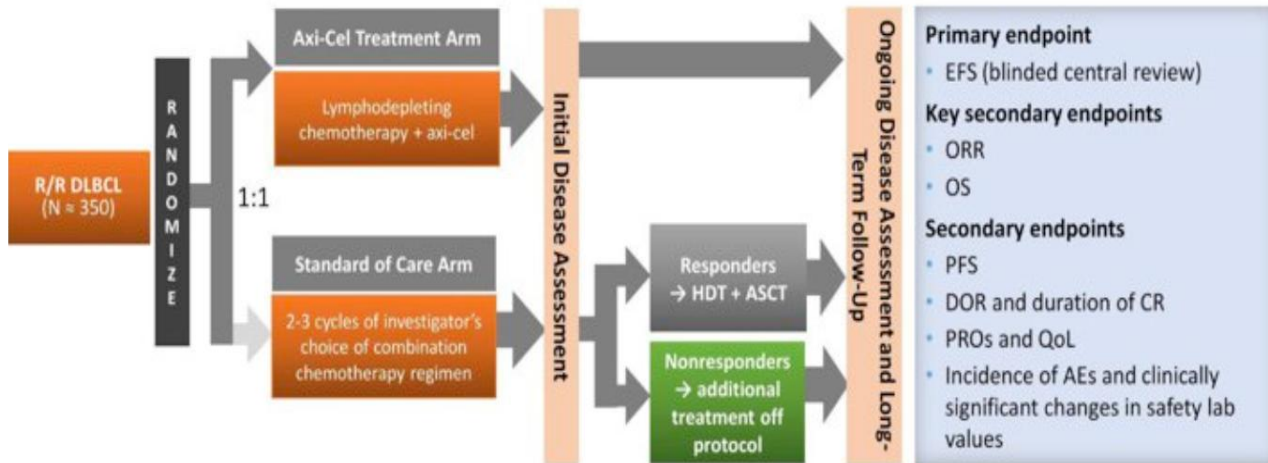 R/R DLBCL
(N ≈ 350)
RANDOMIZE
1:1
Axi-Cel Treatment Arm
Lymphodepleting
chemotherapy + axi-cel
Standard of Care Arm
2-3 cycles of investigator's
choice of combination
chemotherapy regimen
Initial Disease Assessment
Responders
→ HDT + ASCT
Nonresponders
→ additional
treatment off
protocol
Ongoing Disease Assessment and Long-
Term Follow-Up
Primary endpoint
• EFS (blinded central review)
Key secondary endpoints
• ORR
• OS
Secondary endpoints
• PFS
• DOR and duration of CR
• PROs and QoL
• Incidence of AEs and clinically
significant changes in safety lab
values